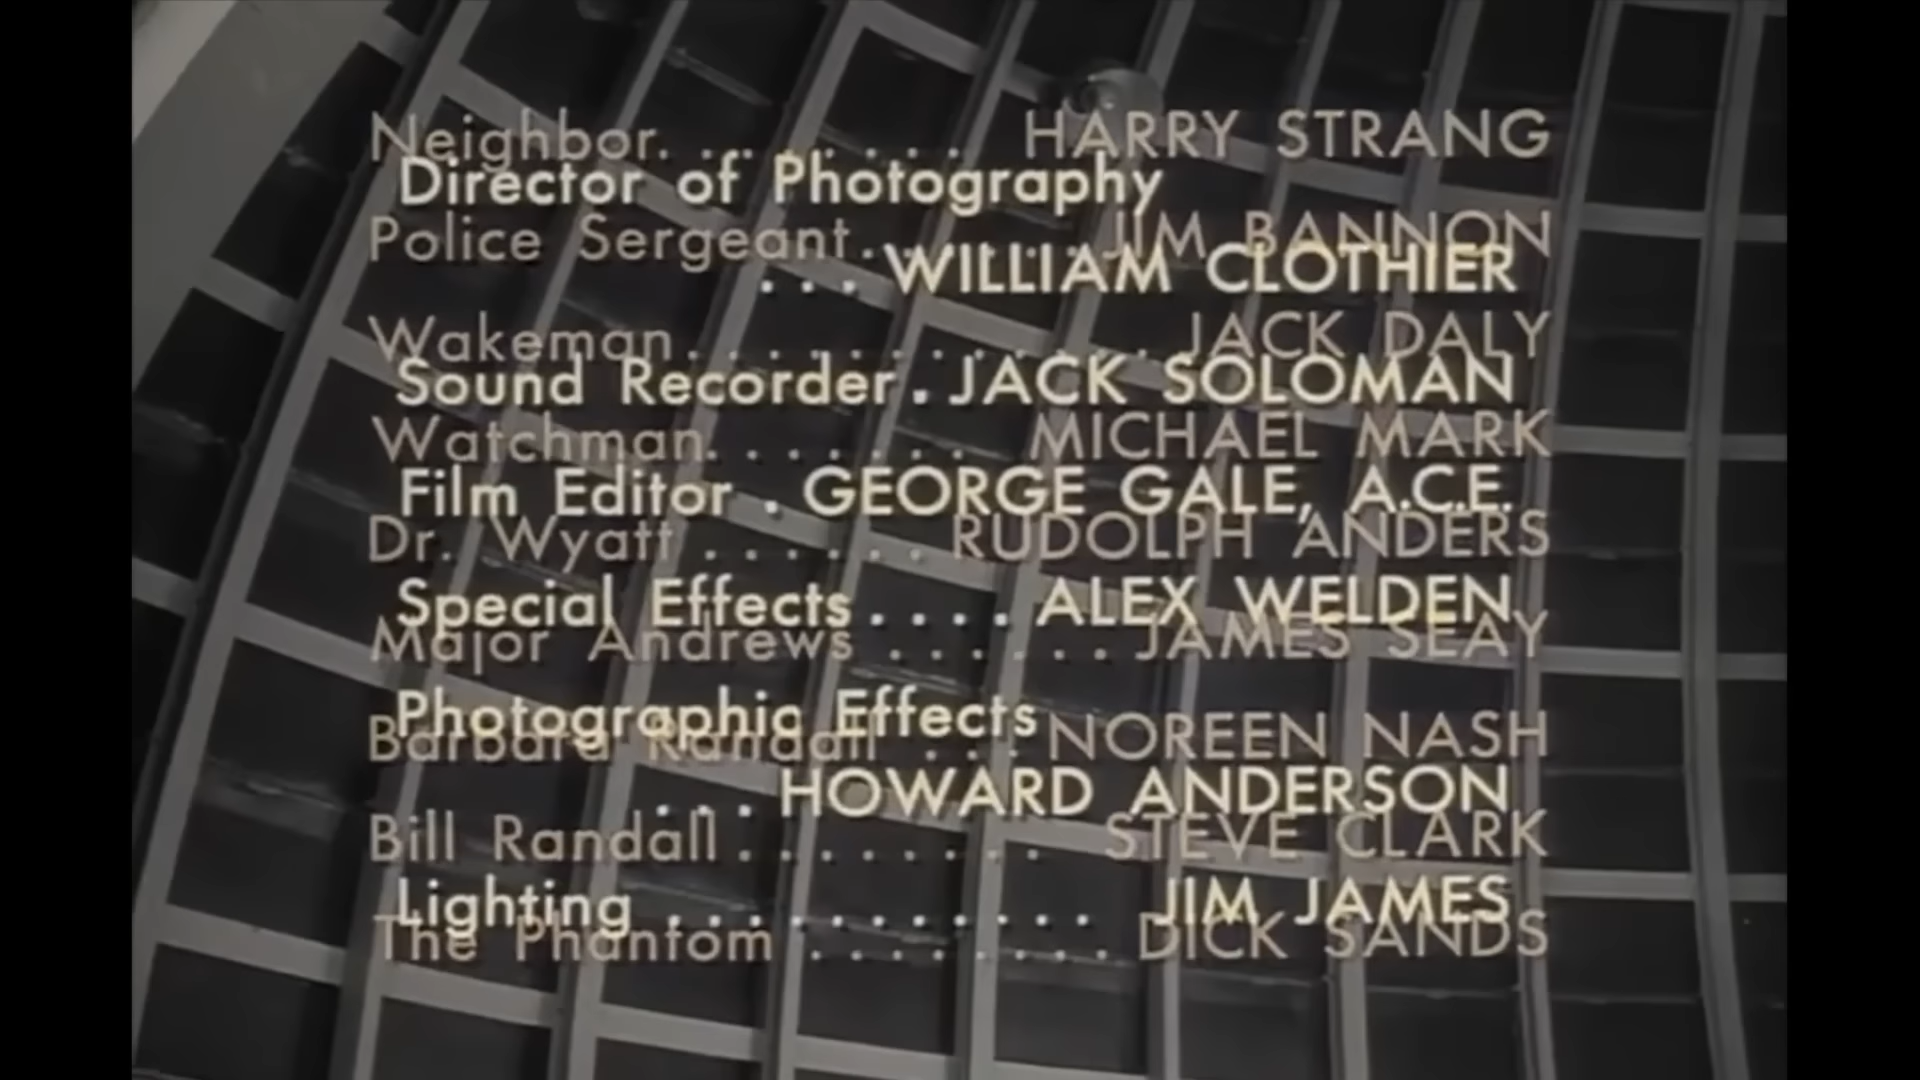 Neighbor. . . . . . . . HARRY STRANG
Director of Photography
Police Sergeant. . . . . . JIM BANNON
. . . WILLIAM CLOTHIER
Wakeman. . . . . . . . . . . . JACK DALY
Sound Recorder . JACK SOLOMAN
Watchman. . . . . . . MICHAEL MARK
Film Editor . GEORGE GALE, A.C.E.
Dr. Wyatt . . . . . . RUDOLPH ANDERS
Special Effects . . . . ALEX WELDEN
Major Andrews . . . . . . JAMES SEAY
Photographic Effects
Barbara Randall . . . NOREEN NASH
. . . HOWARD ANDERSON
Bill Randall . . . . . . . . STEVE CLARK
Lighting . . . . . . . . . . . JIM JAMES
The Phantom . . . . . . . . DICK SANDS